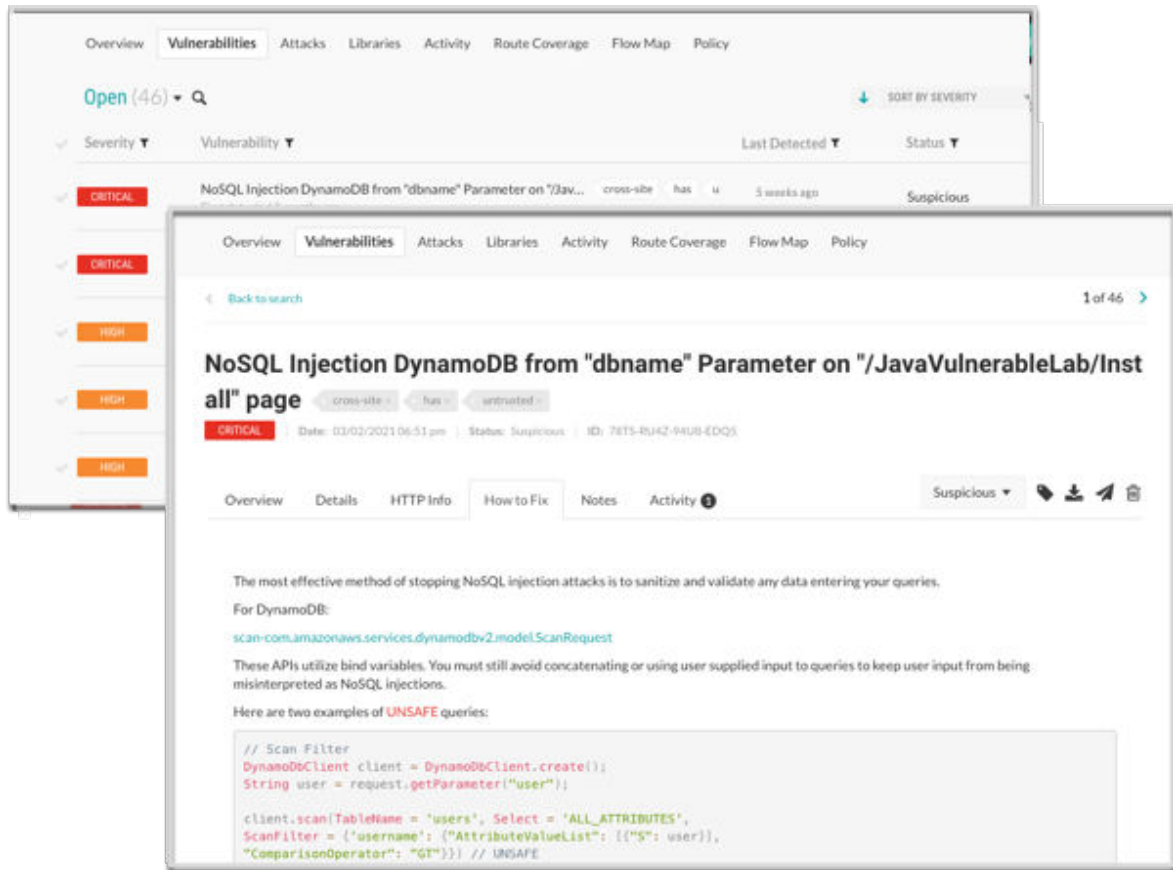 Overview Vulnerabilities Attacks Libraries Activity Route Coverage Flow Map Policy
Open (46)
SORT BY SEVERITY
Severity Vulnerability Last Detected Status
CRITICAL NoSQL Injection DynamoDB from "dbname" Parameter on "/Jav... cross-site has u 5 weeks ago Suspicious
CRITICAL
HIGH
HIGH
HIGH
Overview Vulnerabilities Attacks Libraries Activity Route Coverage Flow Map Policy
Back to search 1 of 46
NoSQL Injection DynamoDB from "dbname" Parameter on "/JavaVulnerableLab/Inst
all" page cross-site has untrusted
CRITICAL Date: 03/02/2021 06:51 pm Status: Suspicious ID: 78T5-RU4Z-94U8-EDQ5
Overview Details HTTP Info How to Fix Notes Activity 1 Suspicious
The most effective method of stopping NoSQL injection attacks is to sanitize and validate any data entering your queries.
For DynamoDB:
scan-com.amazonaws.services.dynamodbv2.model.ScanRequest
These APIs utilize bind variables. You must still avoid concatenating or using user supplied input to queries to keep user input from being
misinterpreted as NoSQL injections.
Here are two examples of UNSAFE queries:
// Scan Filter
DynamoDbClient client = DynamoDbClient.create();
String user = request.getParameter("user");
client.scan(TableName = 'users', Select = 'ALL_ATTRIBUTES',
ScanFilter = {'username': {"AttributeValueList": [{"S": user}],
"ComparisonOperator": "GT"}}) // UNSAFE